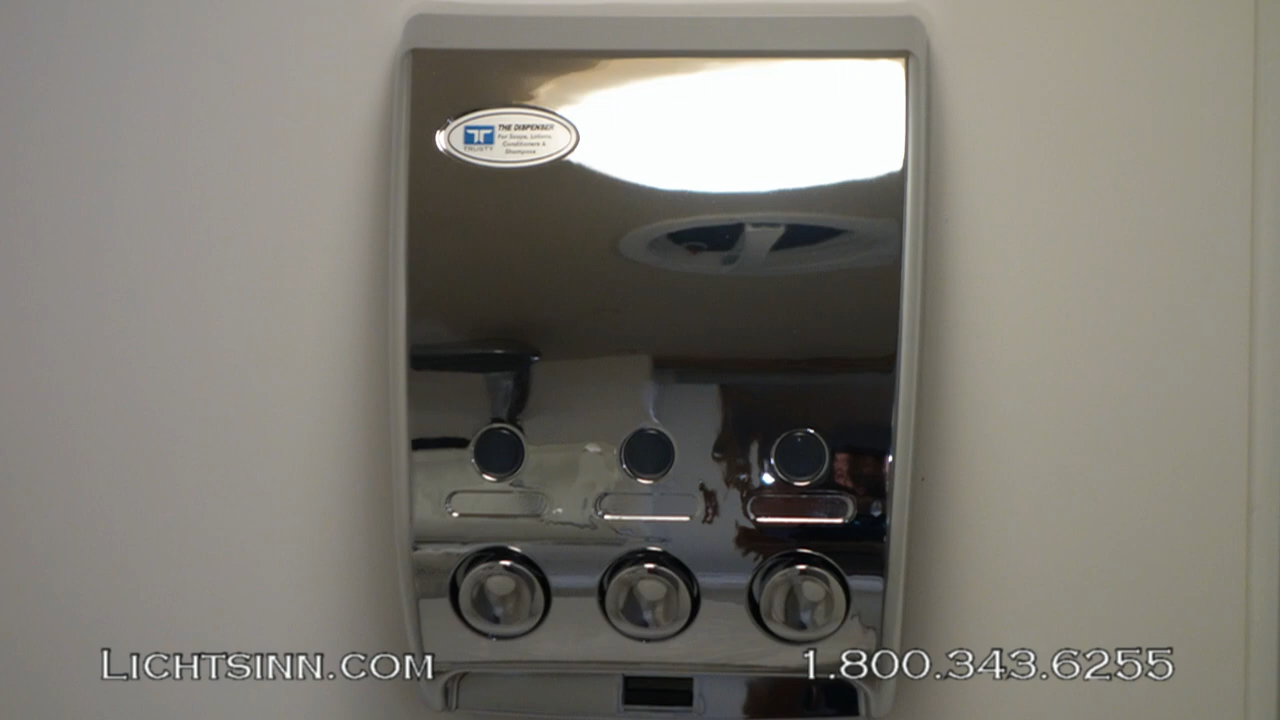 THE DISPENSER
For Soaps, Lotions,
Conditioners &
Shampoos
TRUSTY
LICHTSINN.COM
1.800.343.6255